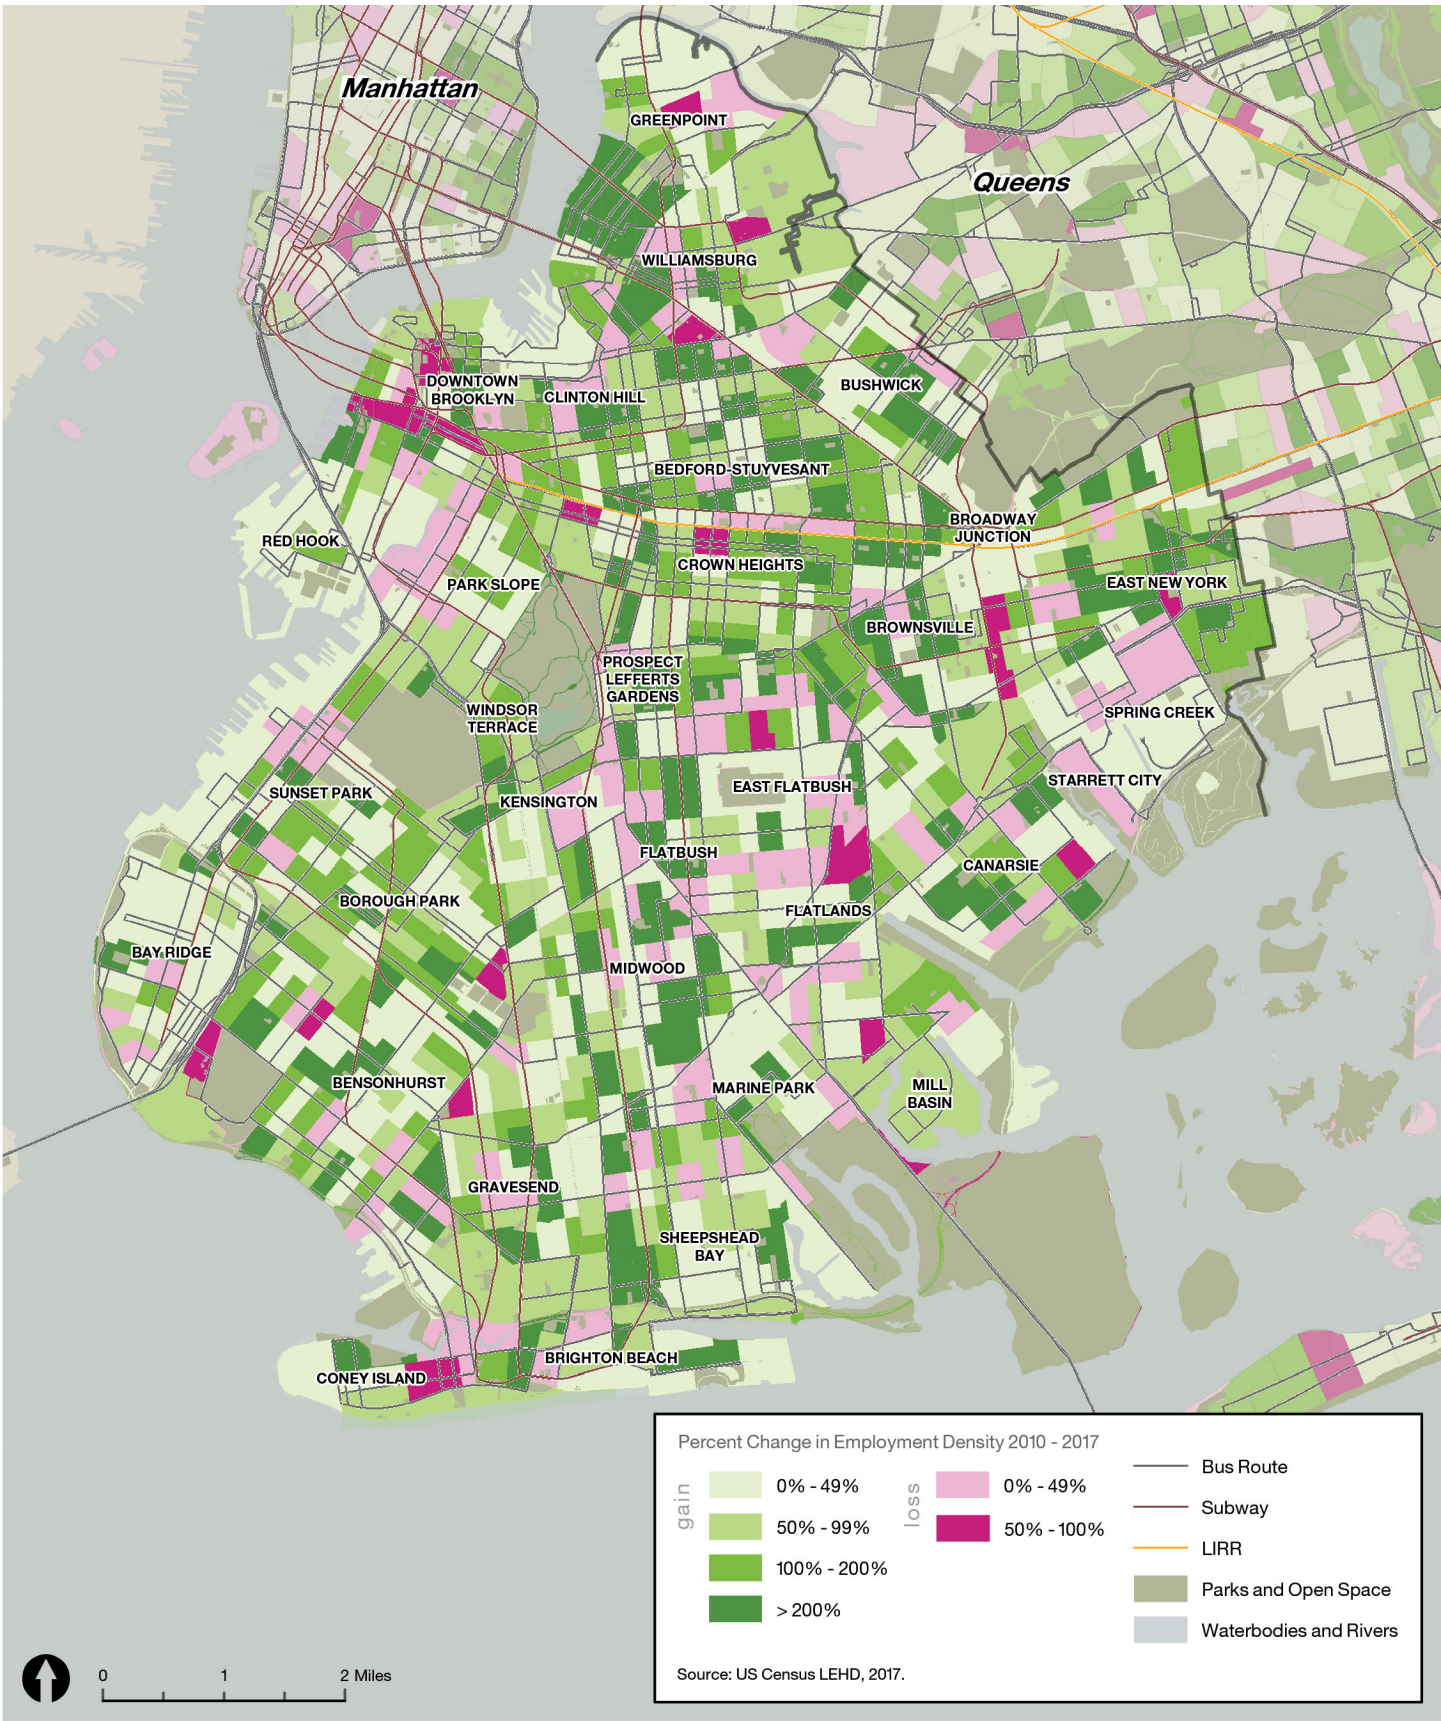 Manhattan
GREENPOINT
Queens
WILLIAMSBURG
DOWNTOWN
BROOKLYN
CLINTON HILL
BUSHWICK
BEDFORD-STUYVESANT
BROADWAY
JUNCTION
RED HOOK
CROWN HEIGHTS
PARK SLOPE
EAST NEW YORK
BROWNSVILLE
PROSPECT
LEFFERTS
GARDENS
WINDSOR
TERRACE
SPRING CREEK
STARRETT CITY
EAST FLATBUSH
SUNSET PARK
KENSINGTON
FLATBUSH
CANARSIE
BOROUGH PARK
FLATLANDS
BAY RIDGE
MIDWOOD
BENSONHURST
MARINE PARK
MILL
BASIN
GRAVESEND
SHEEPSHEAD
BAY
BRIGHTON BEACH
CONEY ISLAND
Percent Change in Employment Density 2010 - 2017
gain
0% - 49%
50% - 99%
100% - 200%
> 200%
loss
0% - 49%
50% - 100%
Bus Route
Subway
LIRR
Parks and Open Space
Waterbodies and Rivers
Source: US Census LEHD, 2017.
0 1 2 Miles